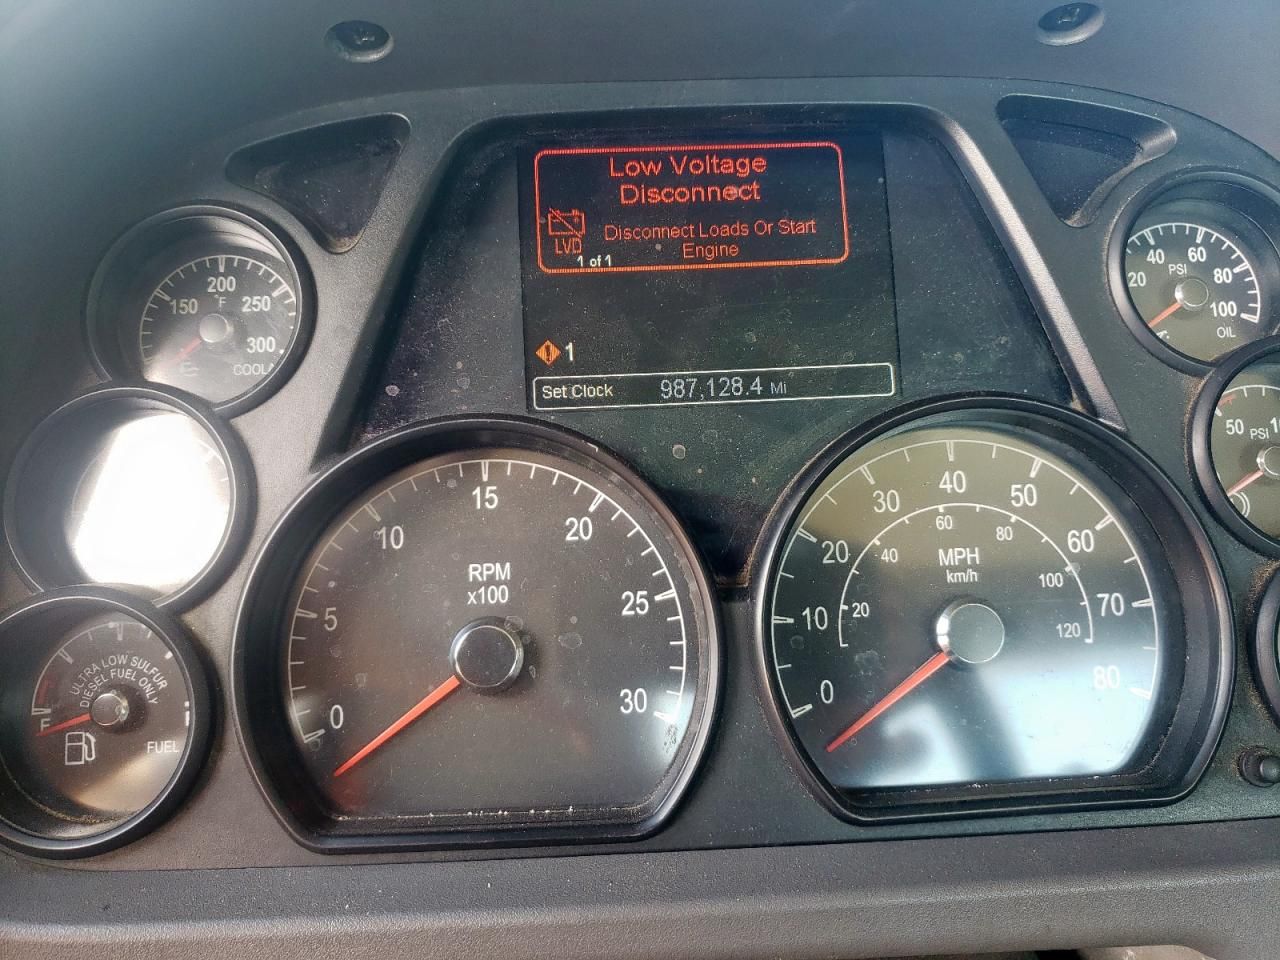 Low Voltage
Disconnect
LVD
Disconnect Loads Or Start
Engine
1 of 1
1
Set Clock 987,128.4 Mi
150 200 250 300
°F
COOLA
ULTRA LOW SULFUR
DIESEL FUEL ONLY
F
FUEL
0 5 10 15 20 25 30
RPM
x100
0 10 20 30 40 50 60 70 80
20 40 60 80 100 120
MPH
km/h
20 40 60 80 100
PSI
OIL
50
PSI